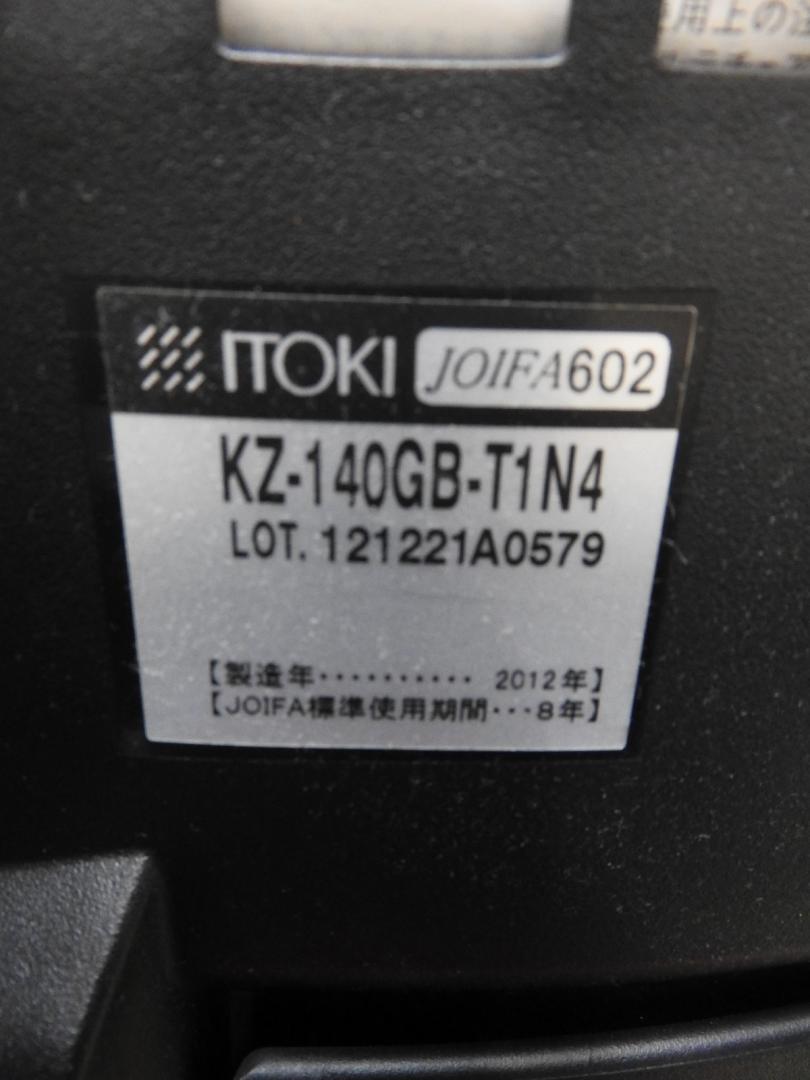 用上の注
ITOKI JOIFA602
KZ-140GB-T1N4
LOT. 121221A0579
【製造年·········· 2012年】
【JOIFA標準使用期間···8年】